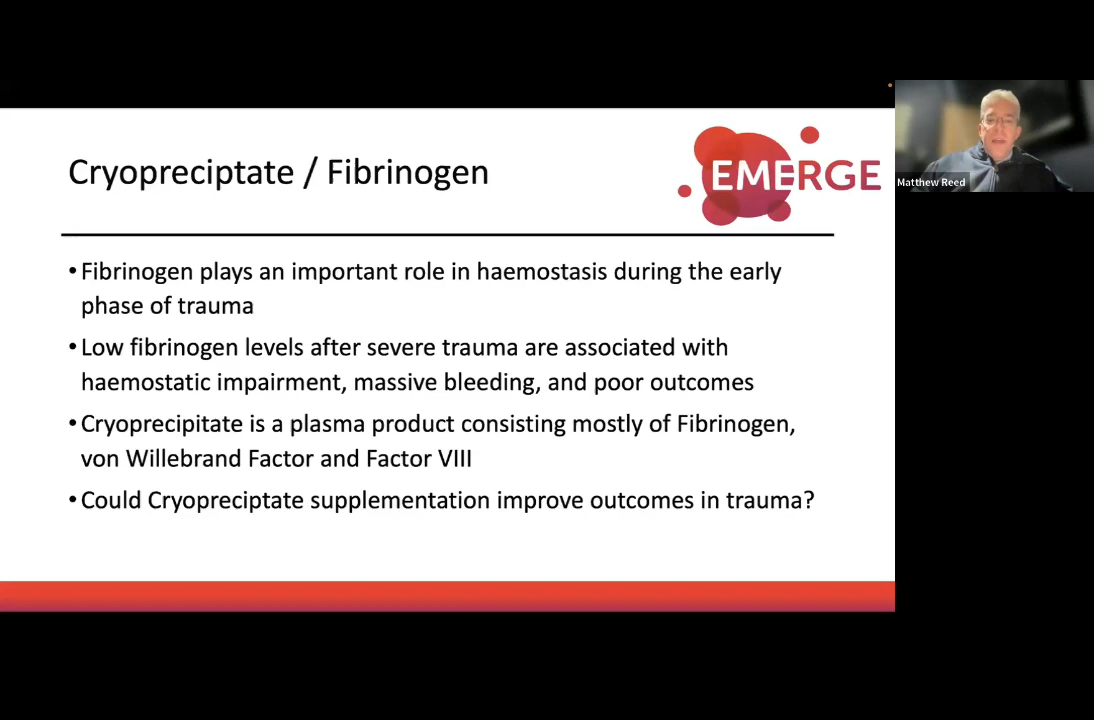 Cryopreciptate / Fibrinogen
EMERGE
Matthew Reed
•Fibrinogen plays an important role in haemostasis during the early
phase of trauma
•Low fibrinogen levels after severe trauma are associated with
haemostatic impairment, massive bleeding, and poor outcomes
•Cryoprecipitate is a plasma product consisting mostly of Fibrinogen,
von Willebrand Factor and Factor VIII
•Could Cryopreciptate supplementation improve outcomes in trauma?